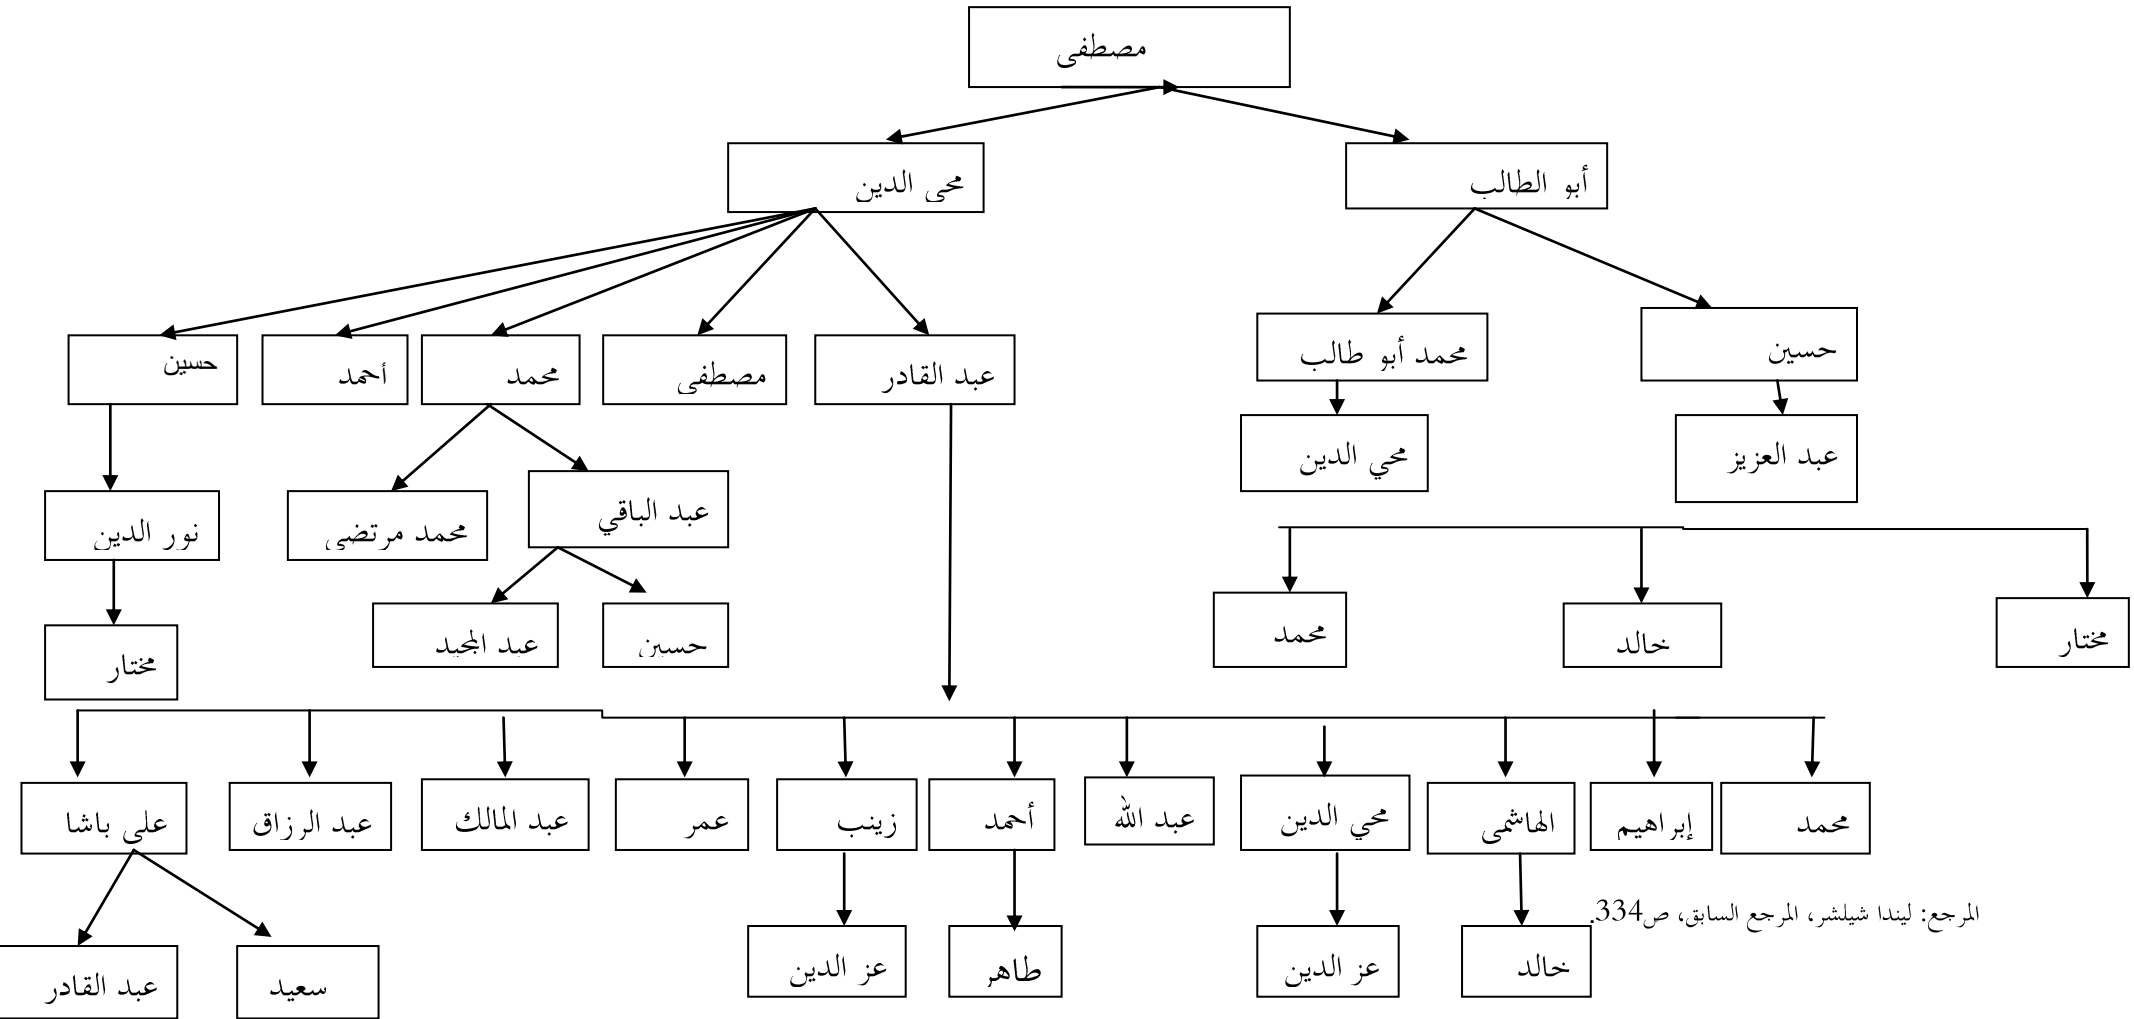 مصطفى
أبو الطالب
محي الدين
حسين
محمد أبو طالب
عبد القادر
مصطفى
محمد
أحمد
حسين
عبد العزيز
محي الدين
عبد الباقي
محمد مرتضى
نور الدين
مختار
خالد
محمد
حسين
عبد المجيد
مختار
محمد
إبراهيم
الهاشمي
محي الدين
عبد الله
أحمد
زينب
عمر
عبد المالك
عبد الرزاق
علي باشا
المرجع: ليندا شيلشر، المرجع السابق، ص334.
خالد
عز الدين
طاهر
عز الدين
سعيد
عبد القادر